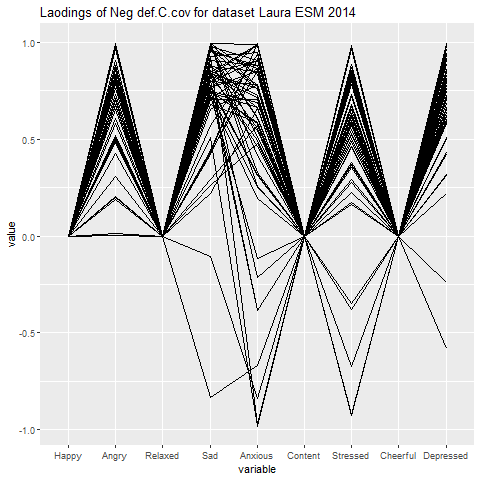 Laodings of Neg def.C.cov for dataset Laura ESM 2014
1.0
0.5
0.0
-0.5
-1.0
value
Happy Angry Relaxed Sad Anxious Content Stressed Cheerful Depressed
variable